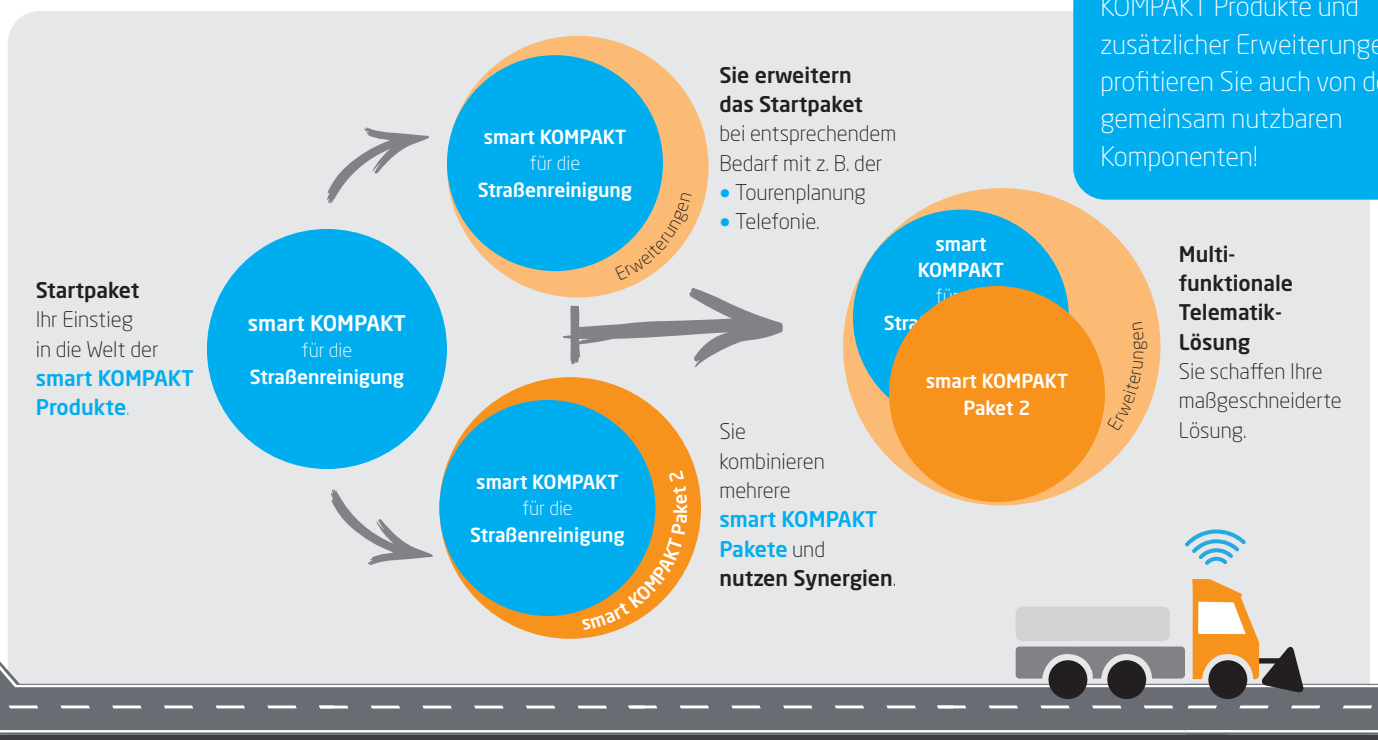 KOMPAKT Produkte und
zusätzlicher
profitieren Sie auch von
gemeinsam nutzbaren
Komponenten!
Startpaket
Ihr Einstieg
in die Welt der
smart KOMPAKT
Produkte.
smart KOMPAKT
für die
Straßenreinigung
smart KOMPAKT
für die
Straßenreinigung
Erweiterungen
Sie erweitern
das Startpaket
bei entsprechendem
Bedarf mit z. B. der
• Tourenplanung
• Telefonie.
smart KOMPAKT
für die
Straßenreinigung
smart KOMPAKT Paket 2
Sie
kombinieren
mehrere
smart KOMPAKT
Pakete und
nutzen Synergien.
smart
KOMPAKT
smart KOMPAKT
Paket 2
Erweiterungen
Multi-
funktionale
Telematik-
Lösung
Sie schaffen Ihre
maßgeschneiderte
Lösung.